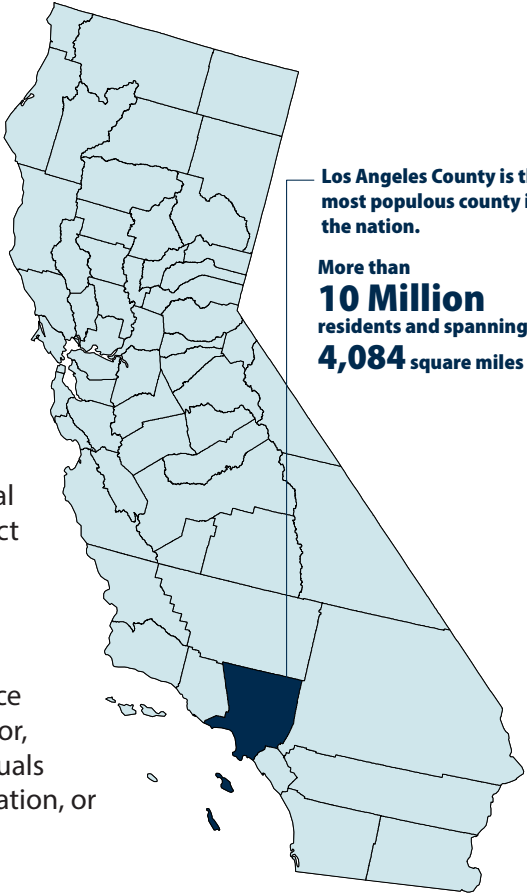 Los Angeles County is
most populous county
the nation.
More than
10 Million
residents and spanning
4,084 square miles
al
ct
ce
or,
uals
ation, or